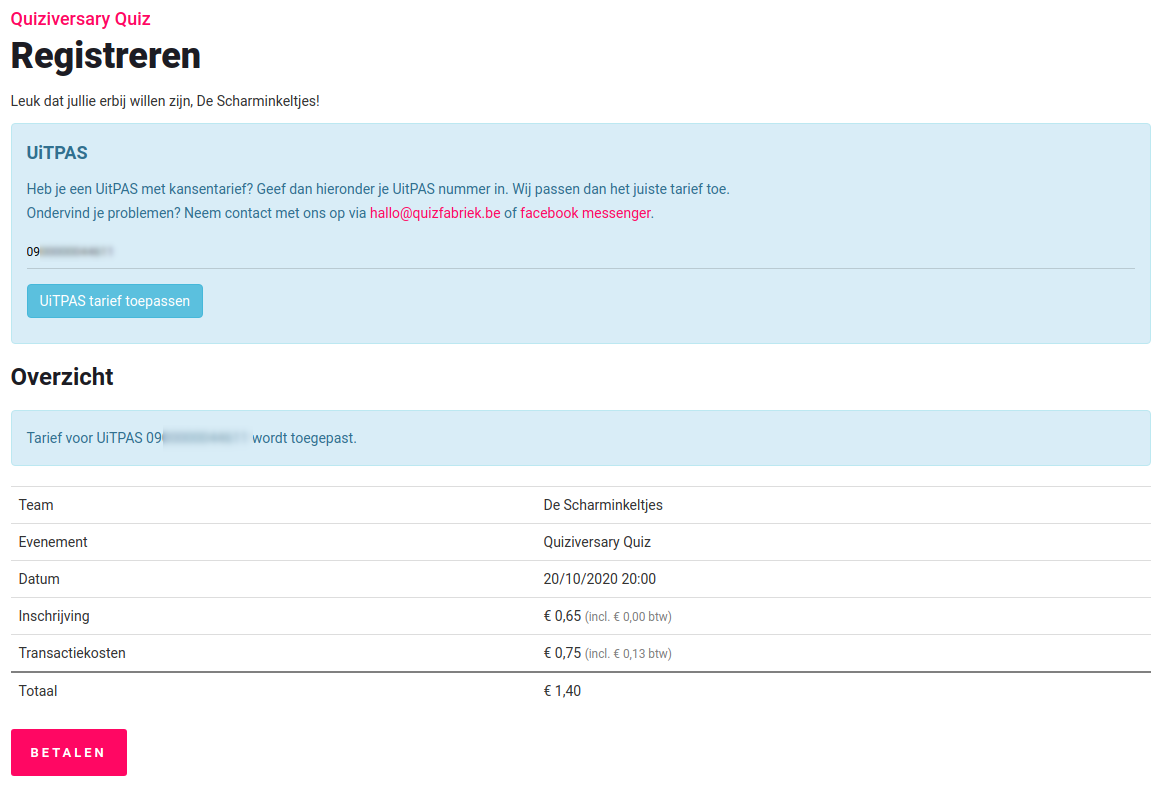 Quiziversary Quiz
Registreren
Leuk dat jullie erbij willen zijn, De Scharminkeltjes!
UiTPAS
Heb je een UitPAS met kansentarief? Geef dan hieronder je UitPAS nummer in. Wij passen dan het juiste tarief toe.
Ondervind je problemen? Neem contact met ons op via hallo@quizfabriek.be of facebook messenger.
09
UiTPAS tarief toepassen
Overzicht
Tarief voor UiTPAS 09 wordt toegepast.
Team De Scharminkeltjes
Evenement Quiziversary Quiz
Datum 20/10/2020 20:00
Inschrijving € 0,65 (incl. € 0,00 btw)
Transactiekosten € 0,75 (incl. € 0,13 btw)
Totaal € 1,40
BETALEN